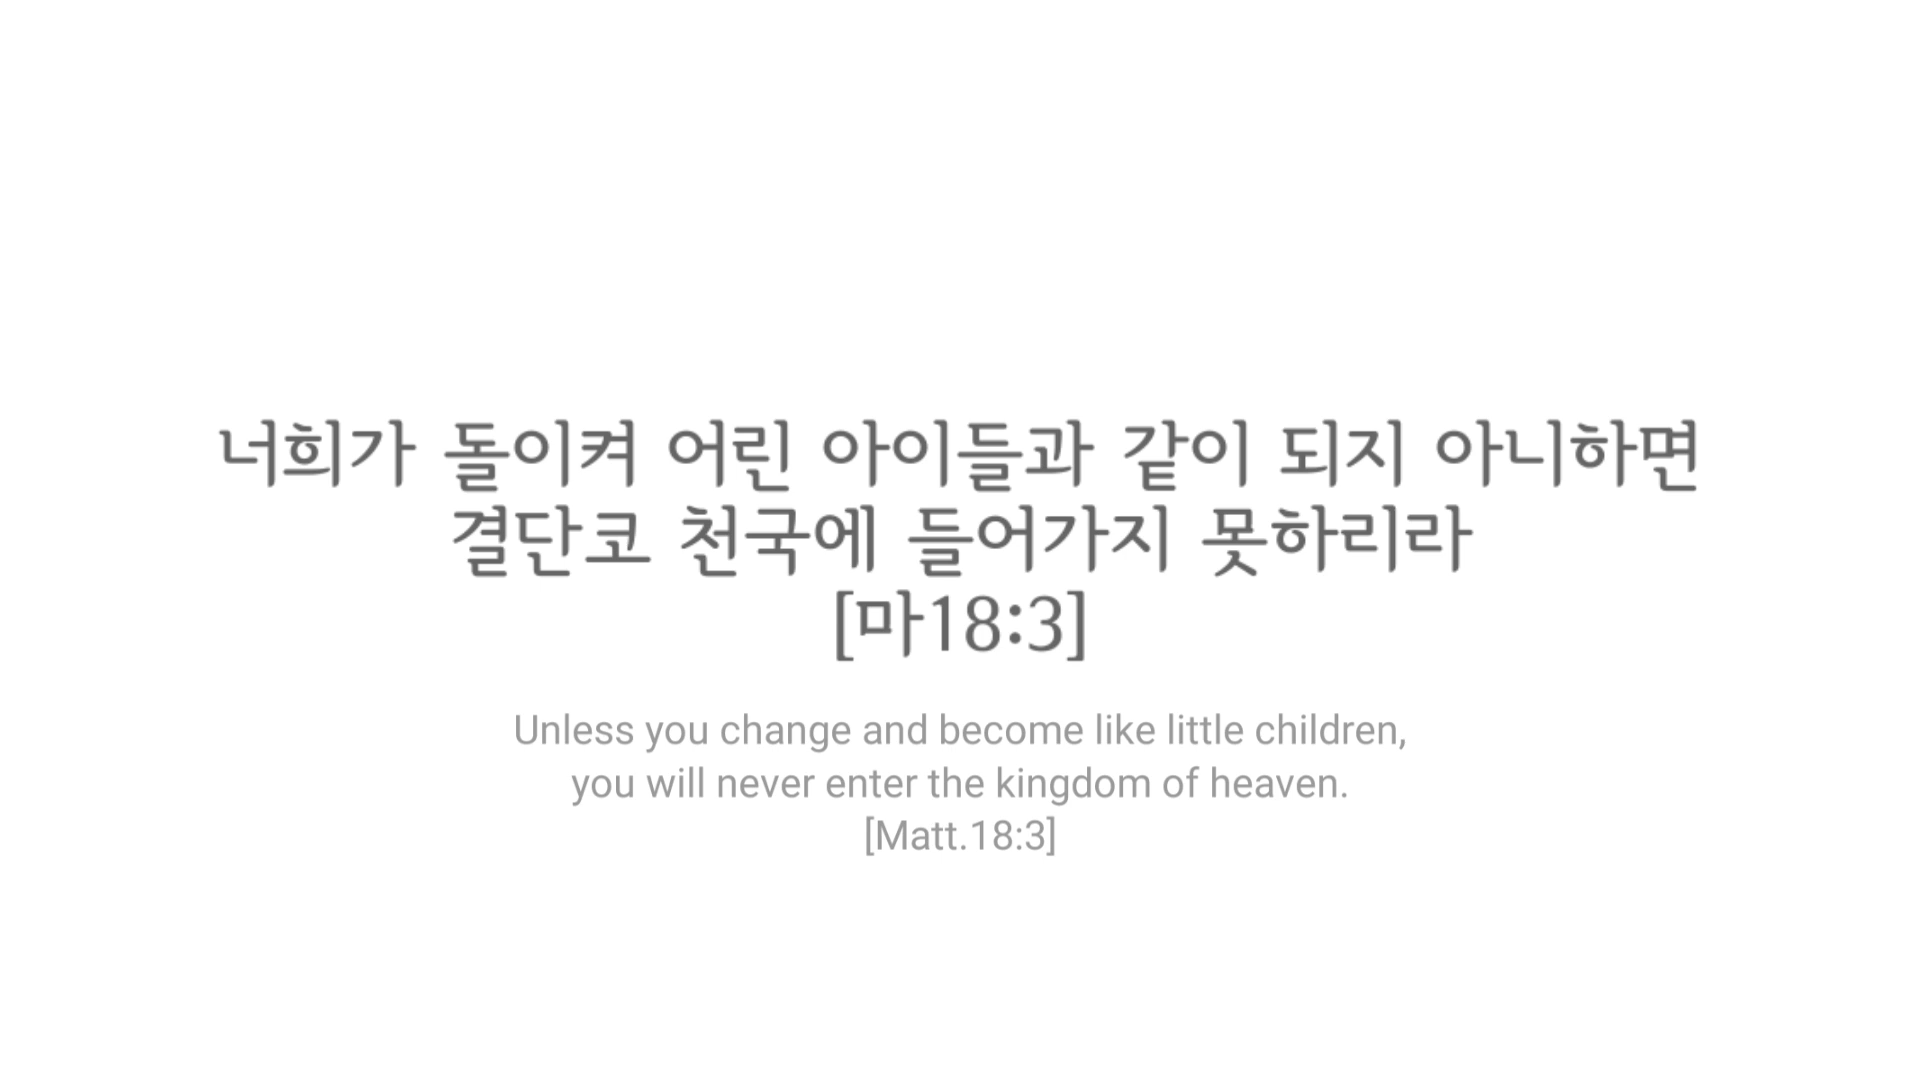 너희가 돌이켜 어린 아이들과 같이 되지 아니하면
결단코 천국에 들어가지 못하리라
[마18:3]
Unless you change and become like little children,
you will never enter the kingdom of heaven.
[Matt.18:3]